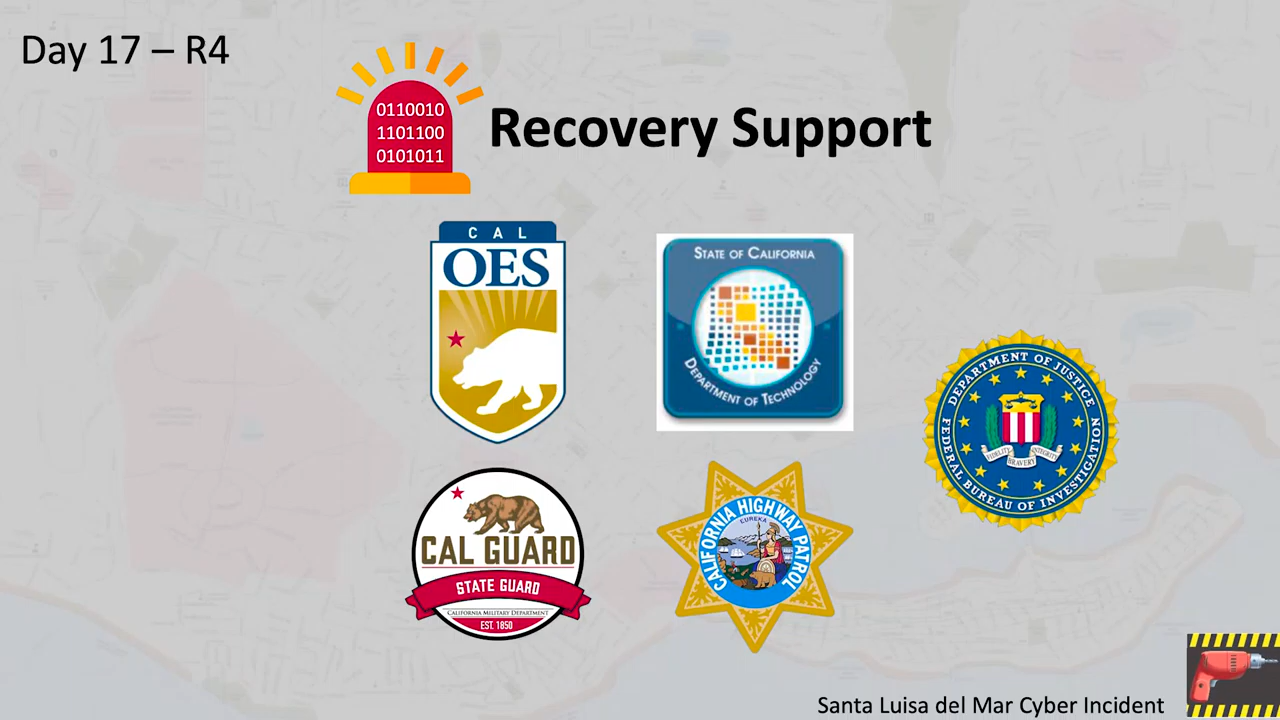 Day 17 – R4
0110010
1101100
0101011
Recovery Support
CAL
OES
STATE OF CALIFORNIA
DEPARTMENT OF TECHNOLOGY
DEPARTMENT OF JUSTICE
FEDERAL BUREAU OF INVESTIGATION
FIDELITY
BRAVERY
INTEGRITY
CAL GUARD
STATE GUARD
CALIFORNIA MILITARY DEPARTMENT
EST. 1850
CALIFORNIA HIGHWAY PATROL
EUREKA
Santa Luisa del Mar Cyber Incident